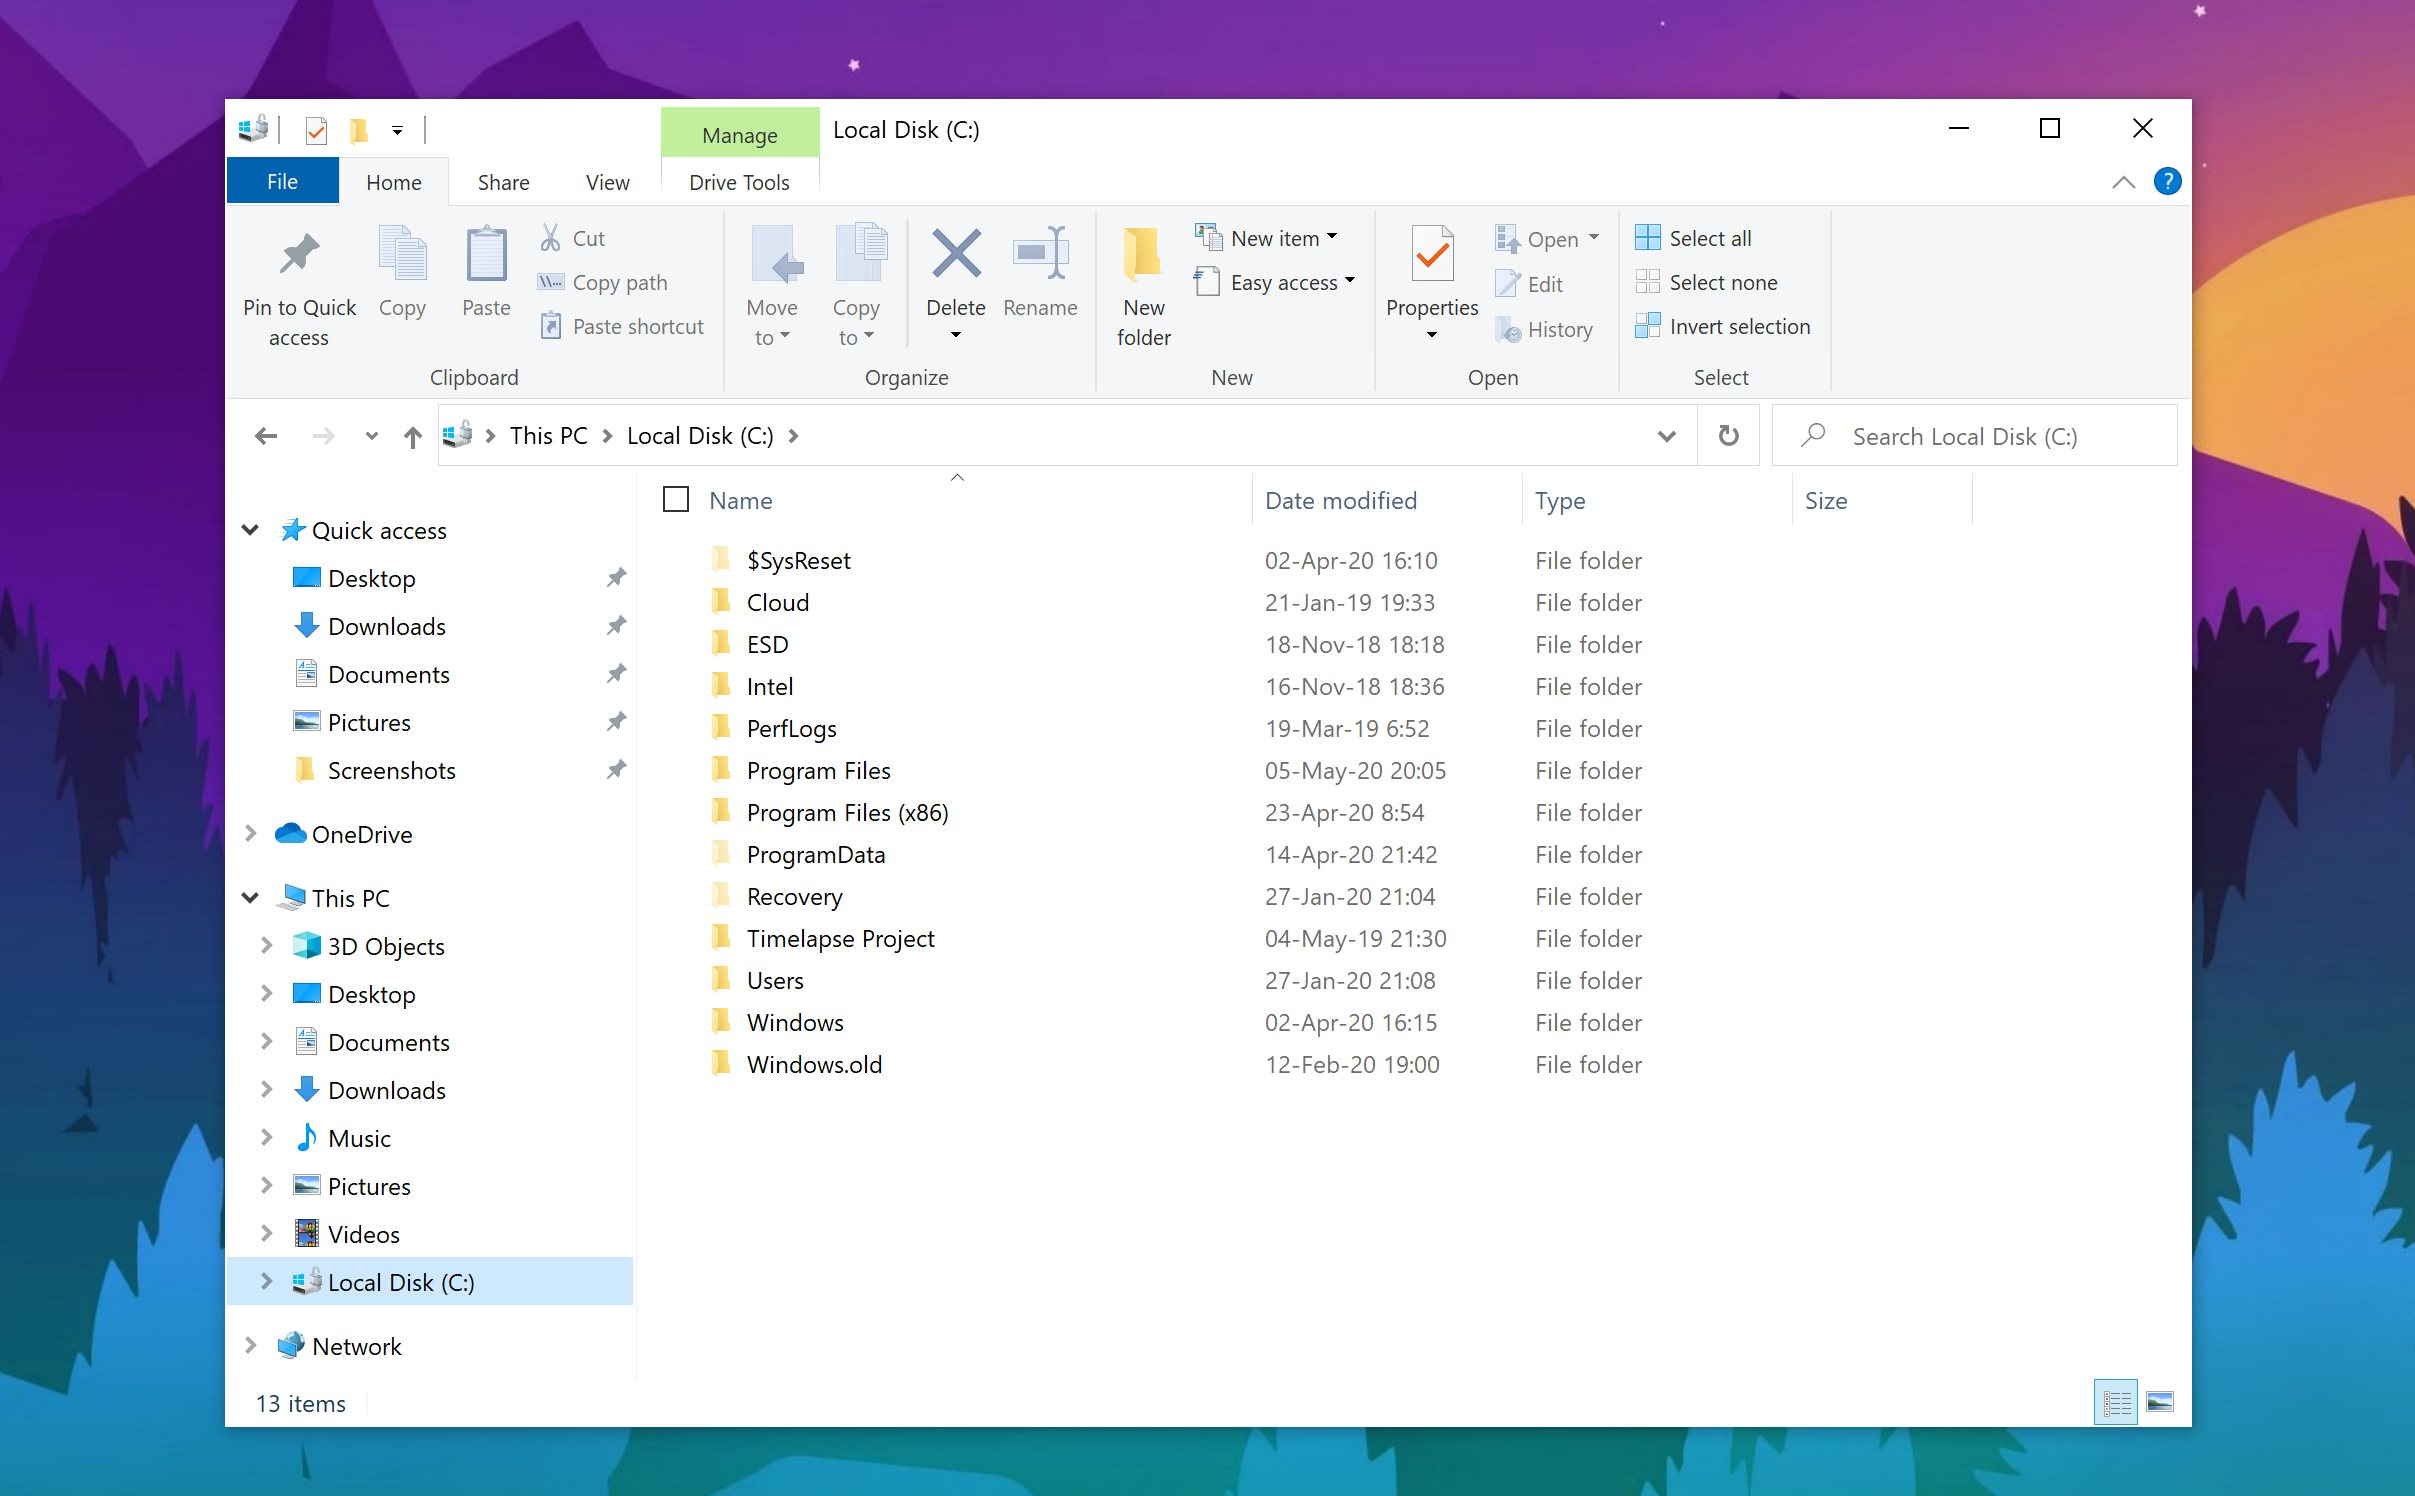 Manage
Local Disk (C:)
File
Home
Share
View
Drive Tools
?
Pin to Quick access
Copy
Paste
Cut
Copy path
Paste shortcut
Clipboard
Move to
Copy to
Delete
Rename
Organize
New folder
New item
Easy access
New
Properties
Open
Edit
History
Open
Select all
Select none
Invert selection
Select
This PC
Local Disk (C:)
Search Local Disk (C:)
Quick access
Desktop
Downloads
Documents
Pictures
Screenshots
OneDrive
This PC
3D Objects
Desktop
Documents
Downloads
Music
Pictures
Videos
Local Disk (C:)
Network
Name Date modified Type Size
$SysReset 02-Apr-20 16:10 File folder
Cloud 21-Jan-19 19:33 File folder
ESD 18-Nov-18 18:18 File folder
Intel 16-Nov-18 18:36 File folder
PerfLogs 19-Mar-19 6:52 File folder
Program Files 05-May-20 20:05 File folder
Program Files (x86) 23-Apr-20 8:54 File folder
ProgramData 14-Apr-20 21:42 File folder
Recovery 27-Jan-20 21:04 File folder
Timelapse Project 04-May-19 21:30 File folder
Users 27-Jan-20 21:08 File folder
Windows 02-Apr-20 16:15 File folder
Windows.old 12-Feb-20 19:00 File folder
13 items